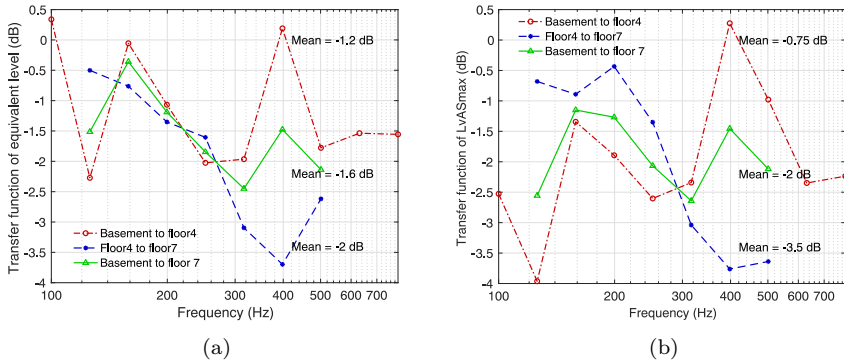 0.5
0
-0.5
-1
-1.5
-2
-2.5
-3
-3.5
-4
Transfer function of equivalent level (dB)
Mean = -1.2 dB
Mean = -1.6 dB
Mean = -2 dB
Basement to floor4
Floor4 to floor7
Basement to floor 7
100 200 300 400 500 600 700
Frequency (Hz)
(a)
0.5
0
-0.5
-1
-1.5
-2
-2.5
-3
-3.5
-4
Transfer function of LvASmax (dB)
Basement to floor4
Floor4 to floor7
Basement to floor 7
Mean = -0.75 dB
Mean = -2 dB
Mean = -3.5 dB
100 200 300 400 500 600 700
Frequency (Hz)
(b)